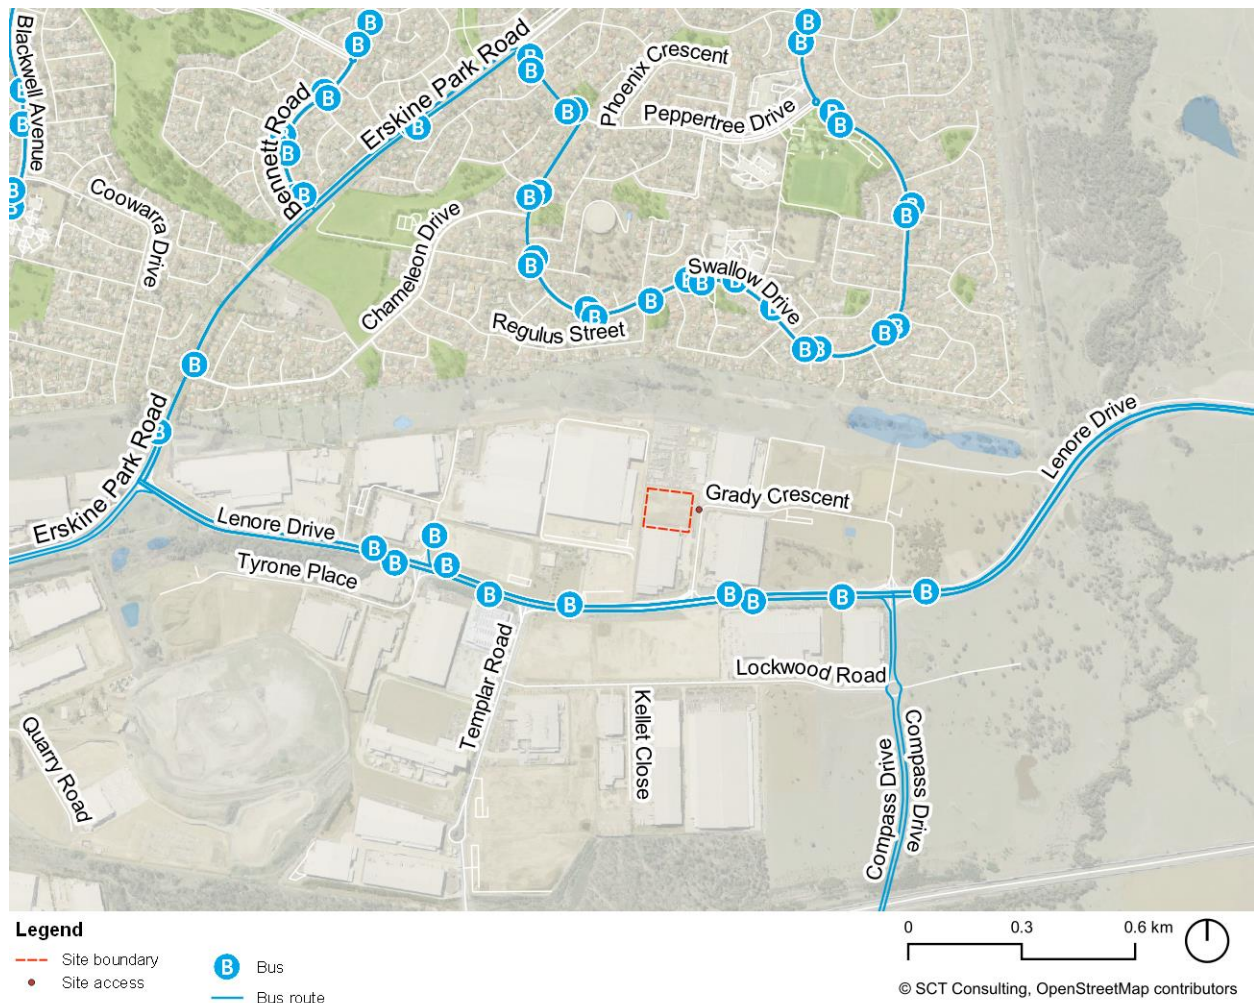 Blackwell Avenue
Bennett Road
Erskine Park Road
Phoenix Crescent
Peppertree Drive
Coowarra Drive
Chameleon Drive
Swallow Drive
Regulus Street
Erskine Park Road
Lenore Drive
Grady Crescent
Lenore Drive
Tyrone Place
Templar Road
Lockwood Road
Kellet Close
Quarry Road
Compass Drive
Compass Drive
Legend
Site boundary
Site access
B Bus
Bus route
0 0.3 0.6 km
© SCT Consulting, OpenStreetMap contributors